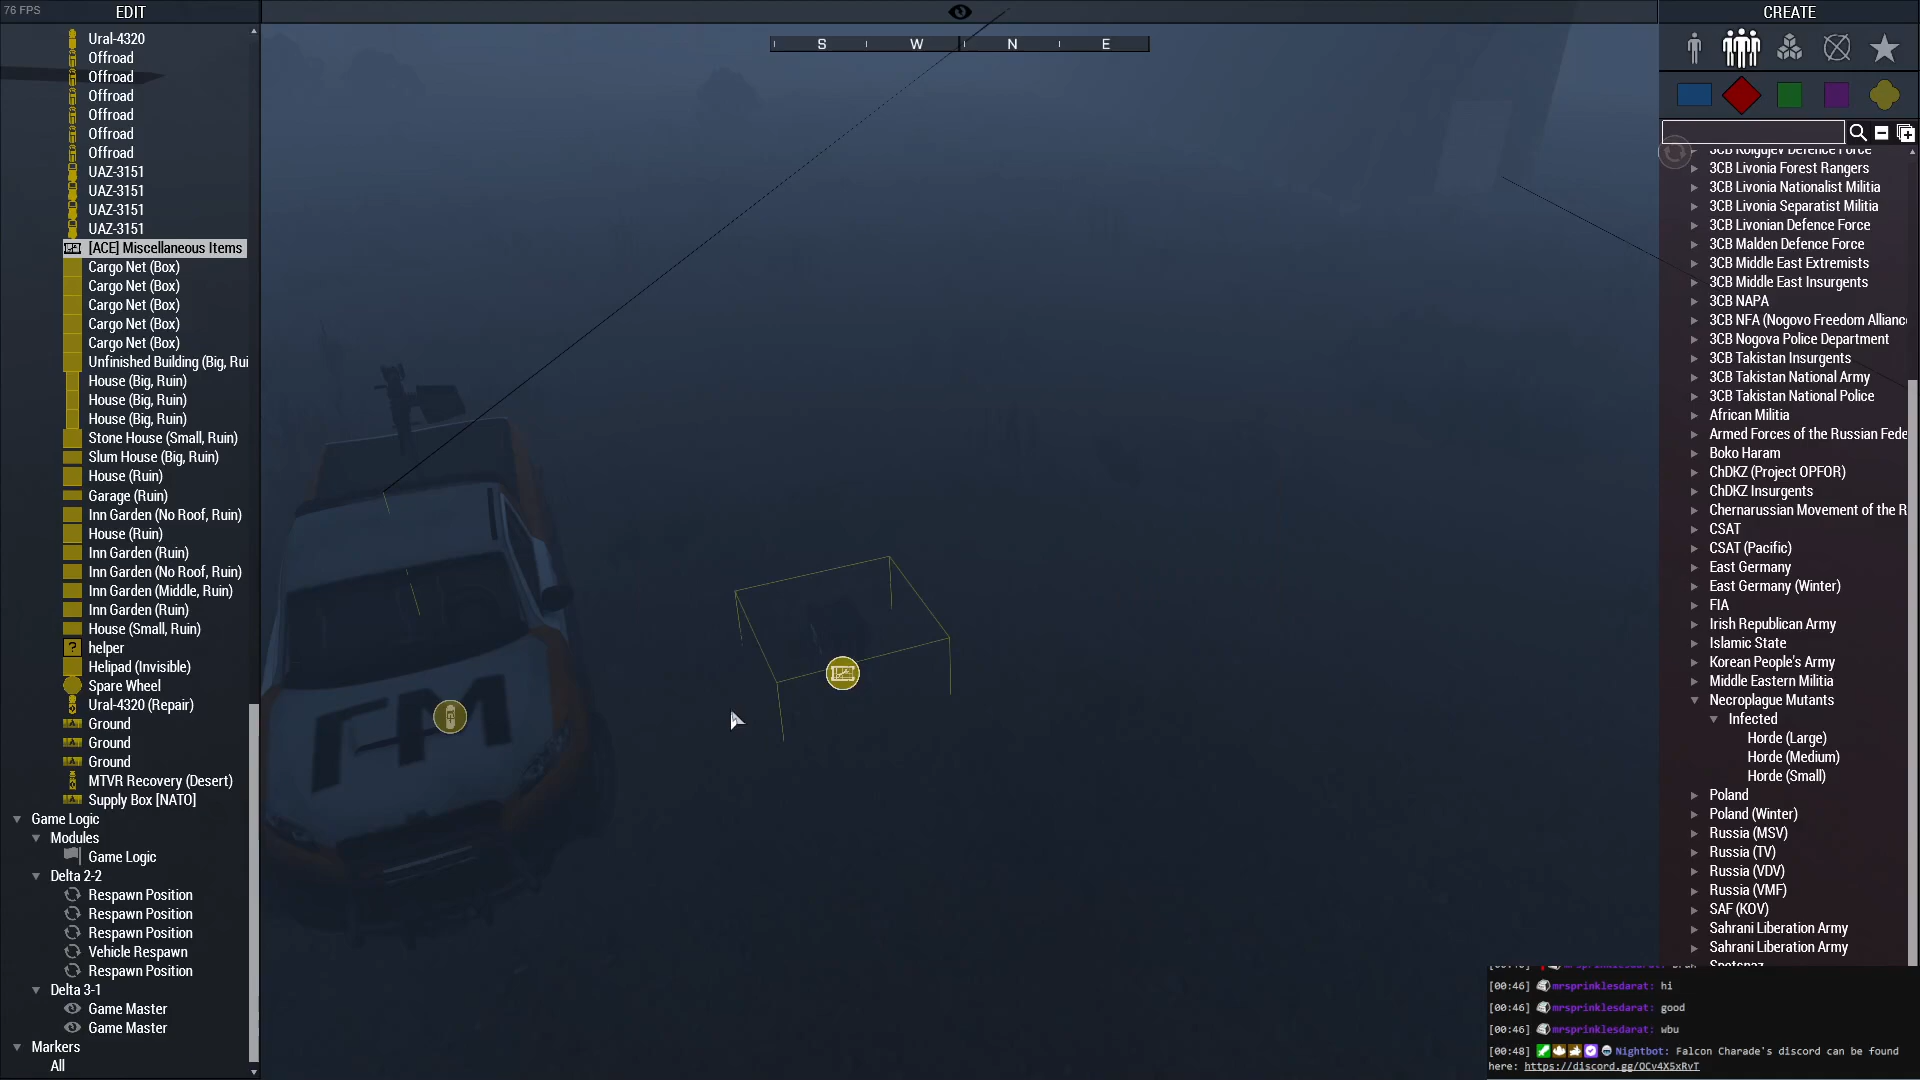 76 FPS
EDIT
S W N E
CREATE
Ural-4320
Offroad
Offroad
Offroad
Offroad
Offroad
Offroad
UAZ-3151
UAZ-3151
UAZ-3151
UAZ-3151
[ACE] Miscellaneous Items
Cargo Net (Box)
Cargo Net (Box)
Cargo Net (Box)
Cargo Net (Box)
Cargo Net (Box)
Unfinished Building (Big, Rui
House (Big, Ruin)
House (Big, Ruin)
House (Big, Ruin)
Stone House (Small, Ruin)
Slum House (Big, Ruin)
House (Ruin)
Garage (Ruin)
Inn Garden (No Roof, Ruin)
House (Ruin)
Inn Garden (Ruin)
Inn Garden (No Roof, Ruin)
Inn Garden (Middle, Ruin)
Inn Garden (Ruin)
House (Small, Ruin)
helper
Helipad (Invisible)
Spare Wheel
Ural-4320 (Repair)
Ground
Ground
Ground
MTVR Recovery (Desert)
Supply Box [NATO]
Game Logic
Modules
Game Logic
Delta 2-2
Respawn Position
Respawn Position
Respawn Position
Vehicle Respawn
Respawn Position
Delta 3-1
Game Master
Game Master
Markers
All
3CB Kolgujev Defence Force
3CB Livonia Forest Rangers
3CB Livonia Nationalist Militia
3CB Livonia Separatist Militia
3CB Livonian Defence Force
3CB Malden Defence Force
3CB Middle East Extremists
3CB Middle East Insurgents
3CB NAPA
3CB NFA (Nogovo Freedom Alliance
3CB Nogova Police Department
3CB Takistan Insurgents
3CB Takistan National Army
3CB Takistan National Police
African Militia
Armed Forces of the Russian Fede
Boko Haram
ChDKZ (Project OPFOR)
ChDKZ Insurgents
Chernarussian Movement of the R
CSAT
CSAT (Pacific)
East Germany
East Germany (Winter)
FIA
Irish Republican Army
Islamic State
Korean People's Army
Middle Eastern Militia
Necroplague Mutants
Infected
Horde (Large)
Horde (Medium)
Horde (Small)
Poland
Poland (Winter)
Russia (MSV)
Russia (TV)
Russia (VDV)
Russia (VMF)
SAF (KOV)
Sahrani Liberation Army
Sahrani Liberation Army
Spetsnaz
[00:46] mrsprinklesdarat: hi
[00:46] mrsprinklesdarat: good
[00:46] mrsprinklesdarat: wbu
[00:48] Nightbot: Falcon Charade's discord can be found
here: https://discord.gg/QCv4X5xRvT